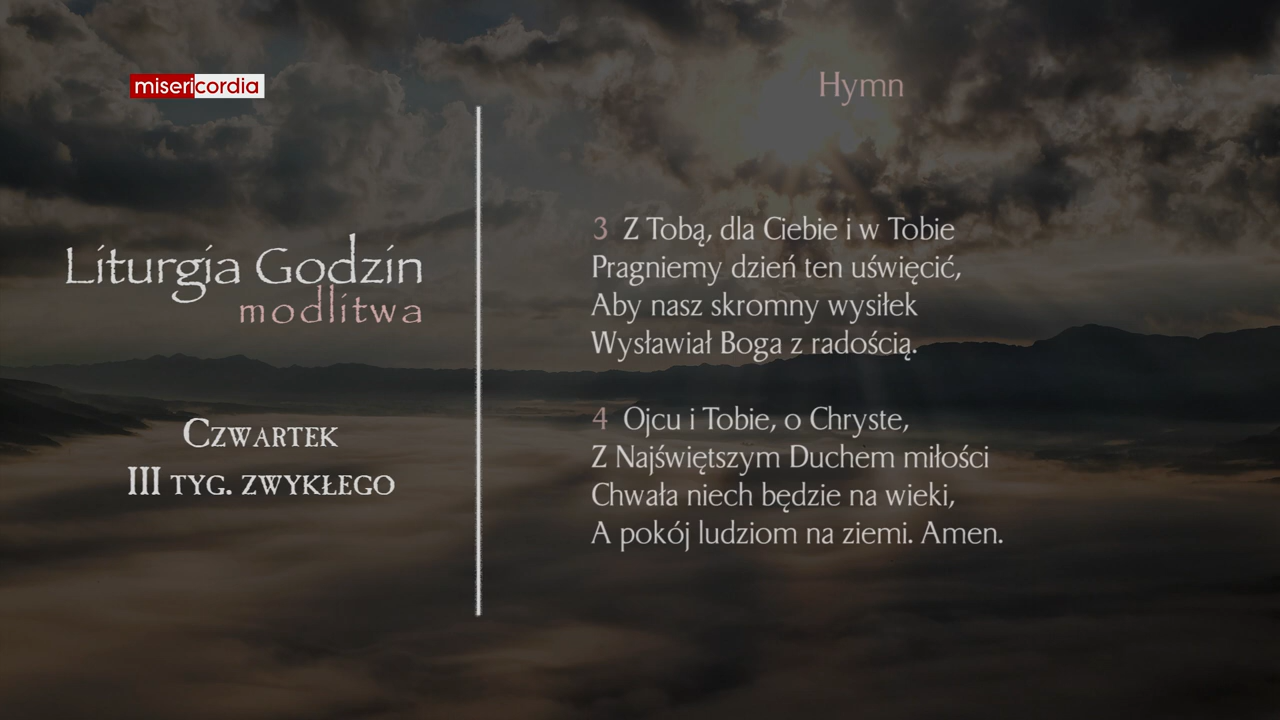 misericordia
Liturgia Godzin
modlitwa
Czwartek
III tyg. zwykłego
Hymn
3 Z Tobą, dla Ciebie i w Tobie
Pragniemy dzień ten uświęcić,
Aby nasz skromny wysiłek
Wysławiał Boga z radością.
4 Ojcu i Tobie, o Chryste,
Z Najświętszym Duchem miłości
Chwała niech będzie na wieki,
A pokój ludziom na ziemi. Amen.